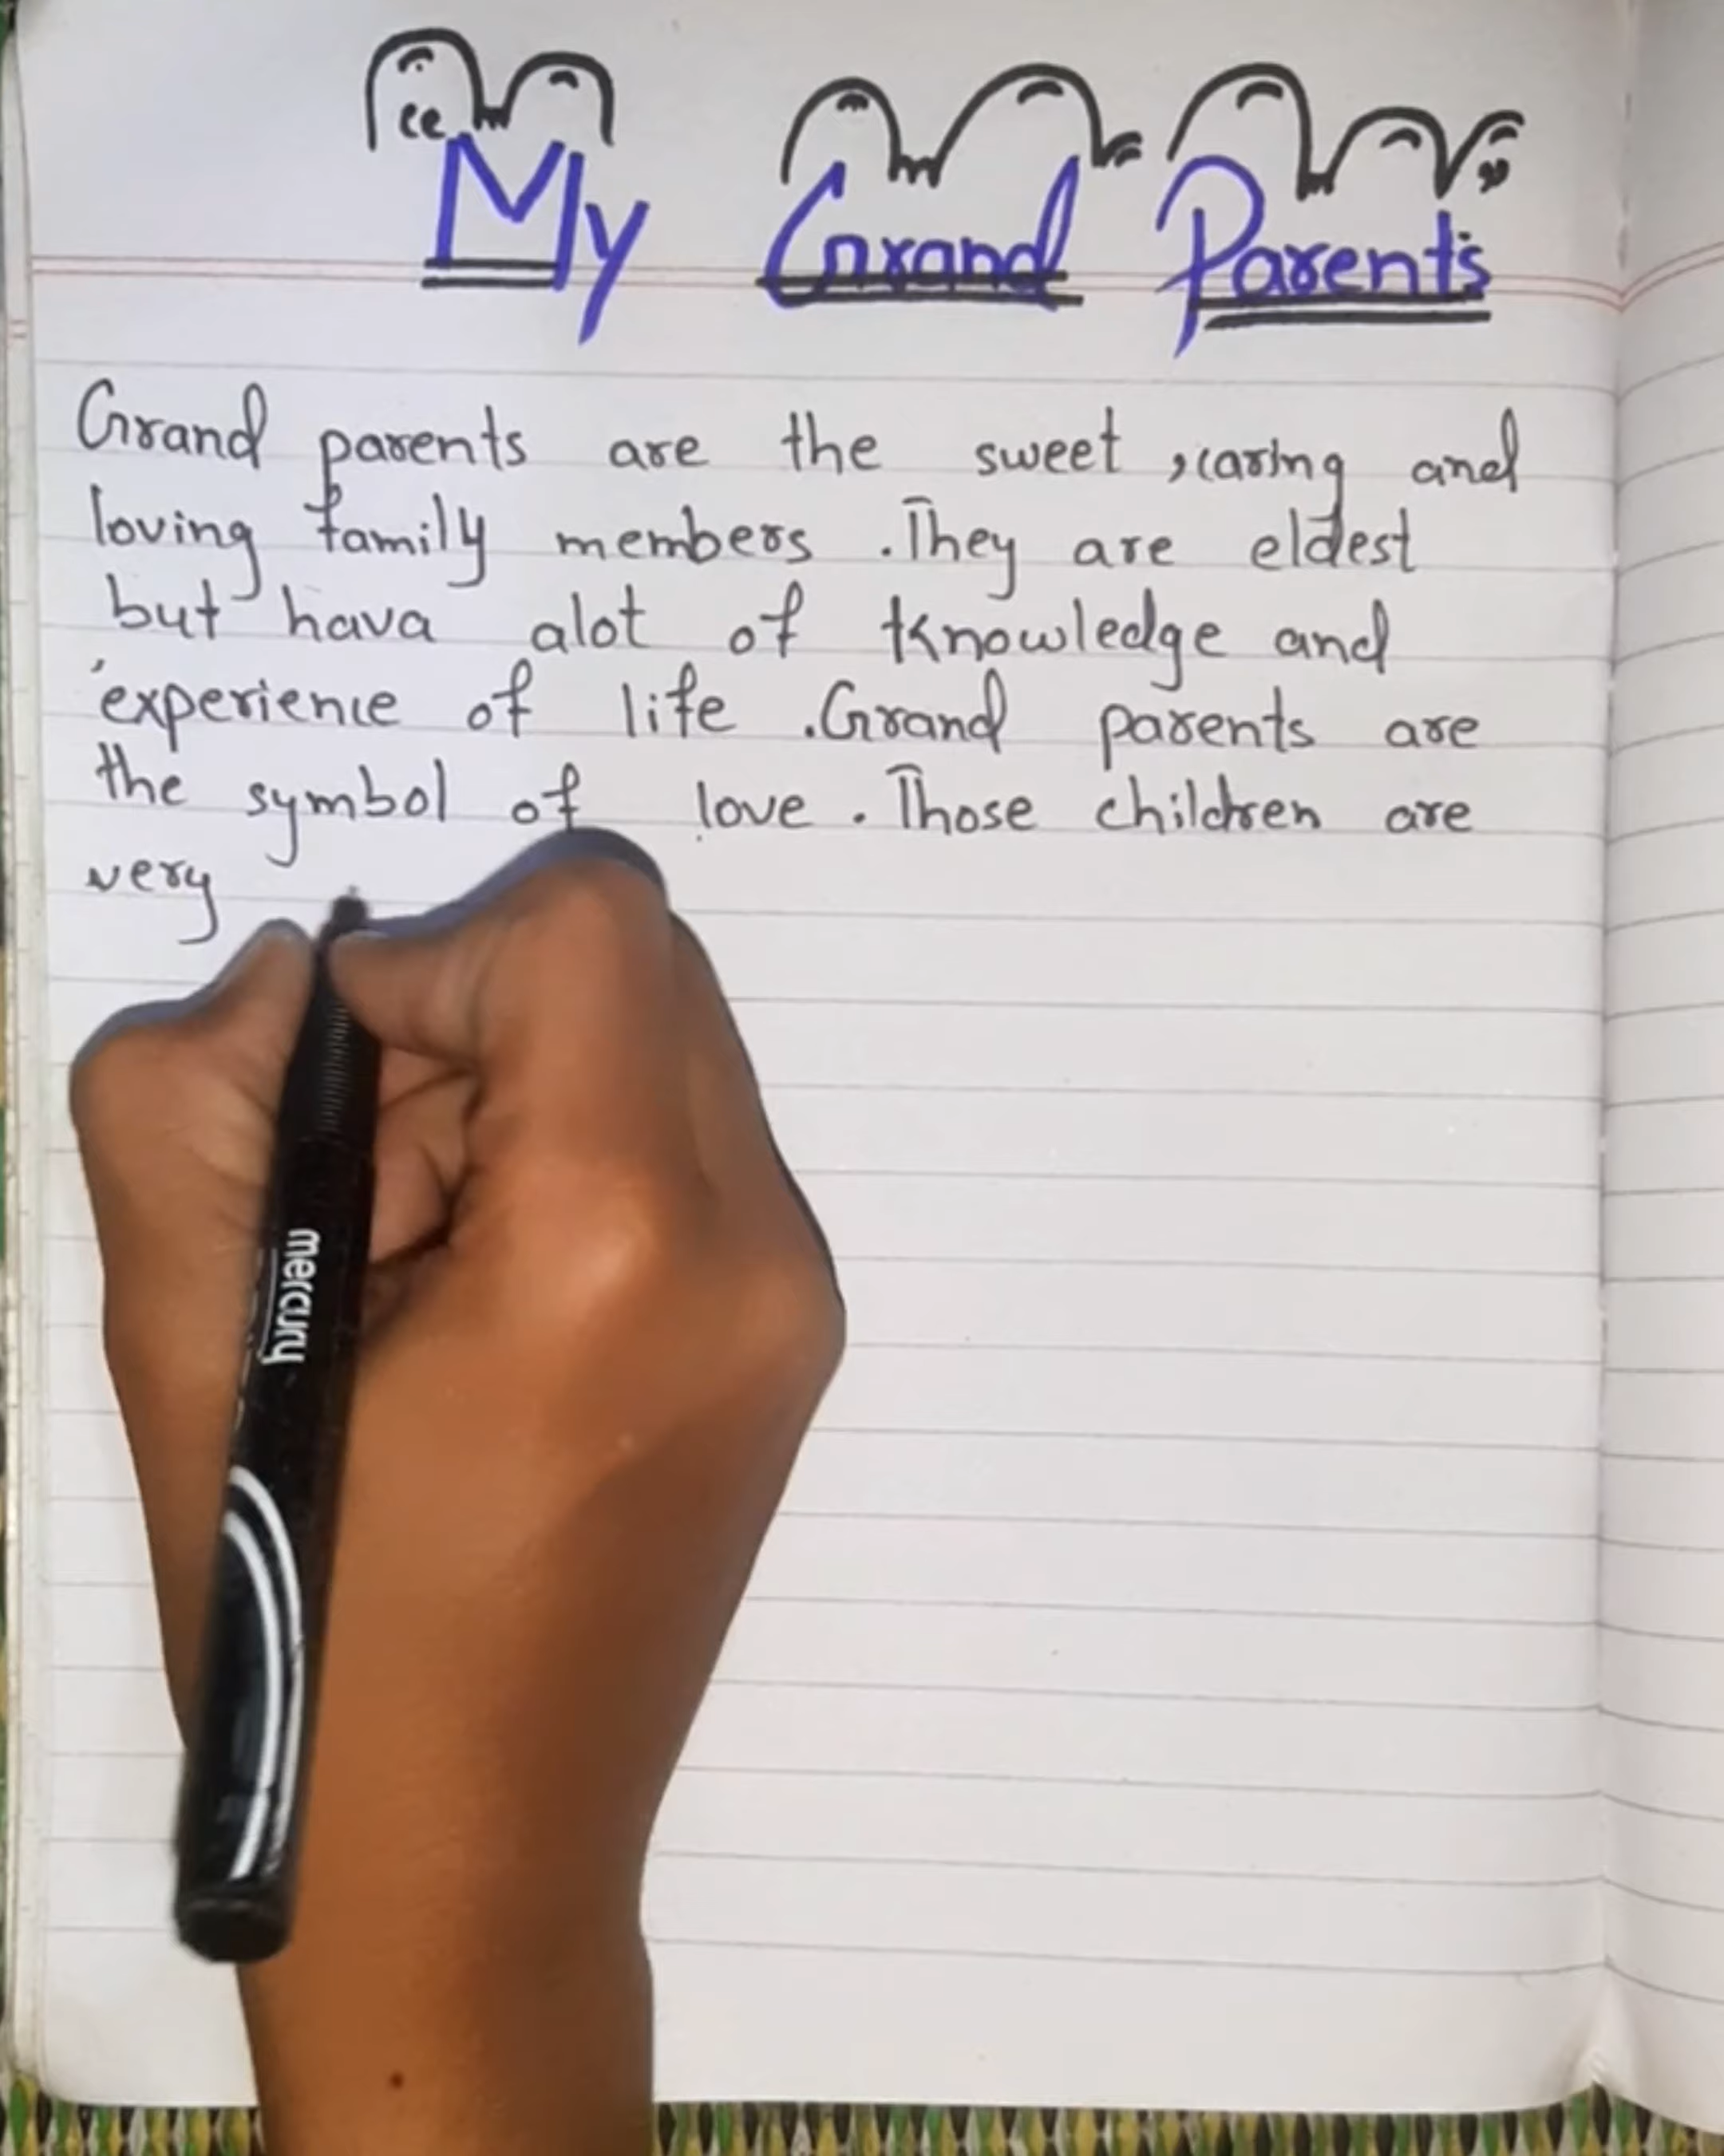 My Grand Parents
Grand parents are the sweet , caring and
loving family members . They are eldest
but hava alot of knowledge and
experience of life . Grand parents are
the symbol of love . Those children are
very
mercury